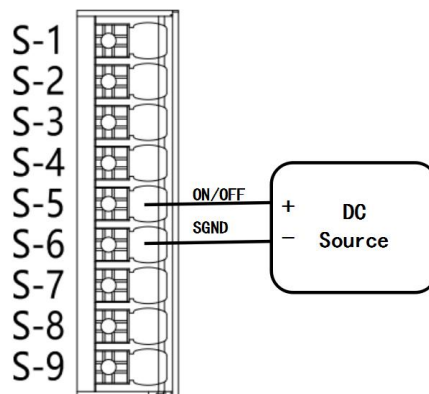 S-1
S-2
S-3
S-4
S-5
ON/OFF
S-6
SGND
S-7
S-8
S-9
+
DC
Source
−